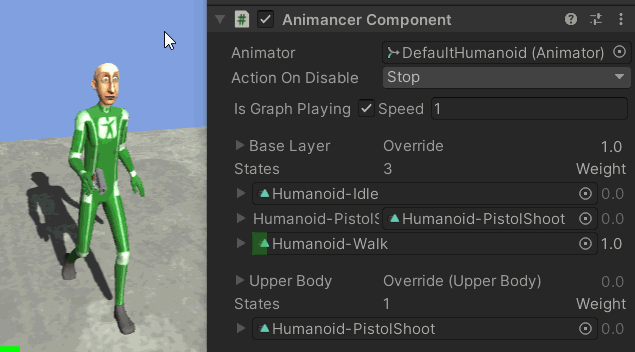 Animancer Component
Animator DefaultHumanoid (Animator)
Action On Disable Stop
Is Graph Playing Speed 1
Base Layer Override 1.0
States 3 Weight
Humanoid-Idle 0.0
Humanoid-PistolS Humanoid-PistolShoot 0.0
Humanoid-Walk 1.0
Upper Body Override (Upper Body) 0.0
States 1 Weight
Humanoid-PistolShoot 0.0